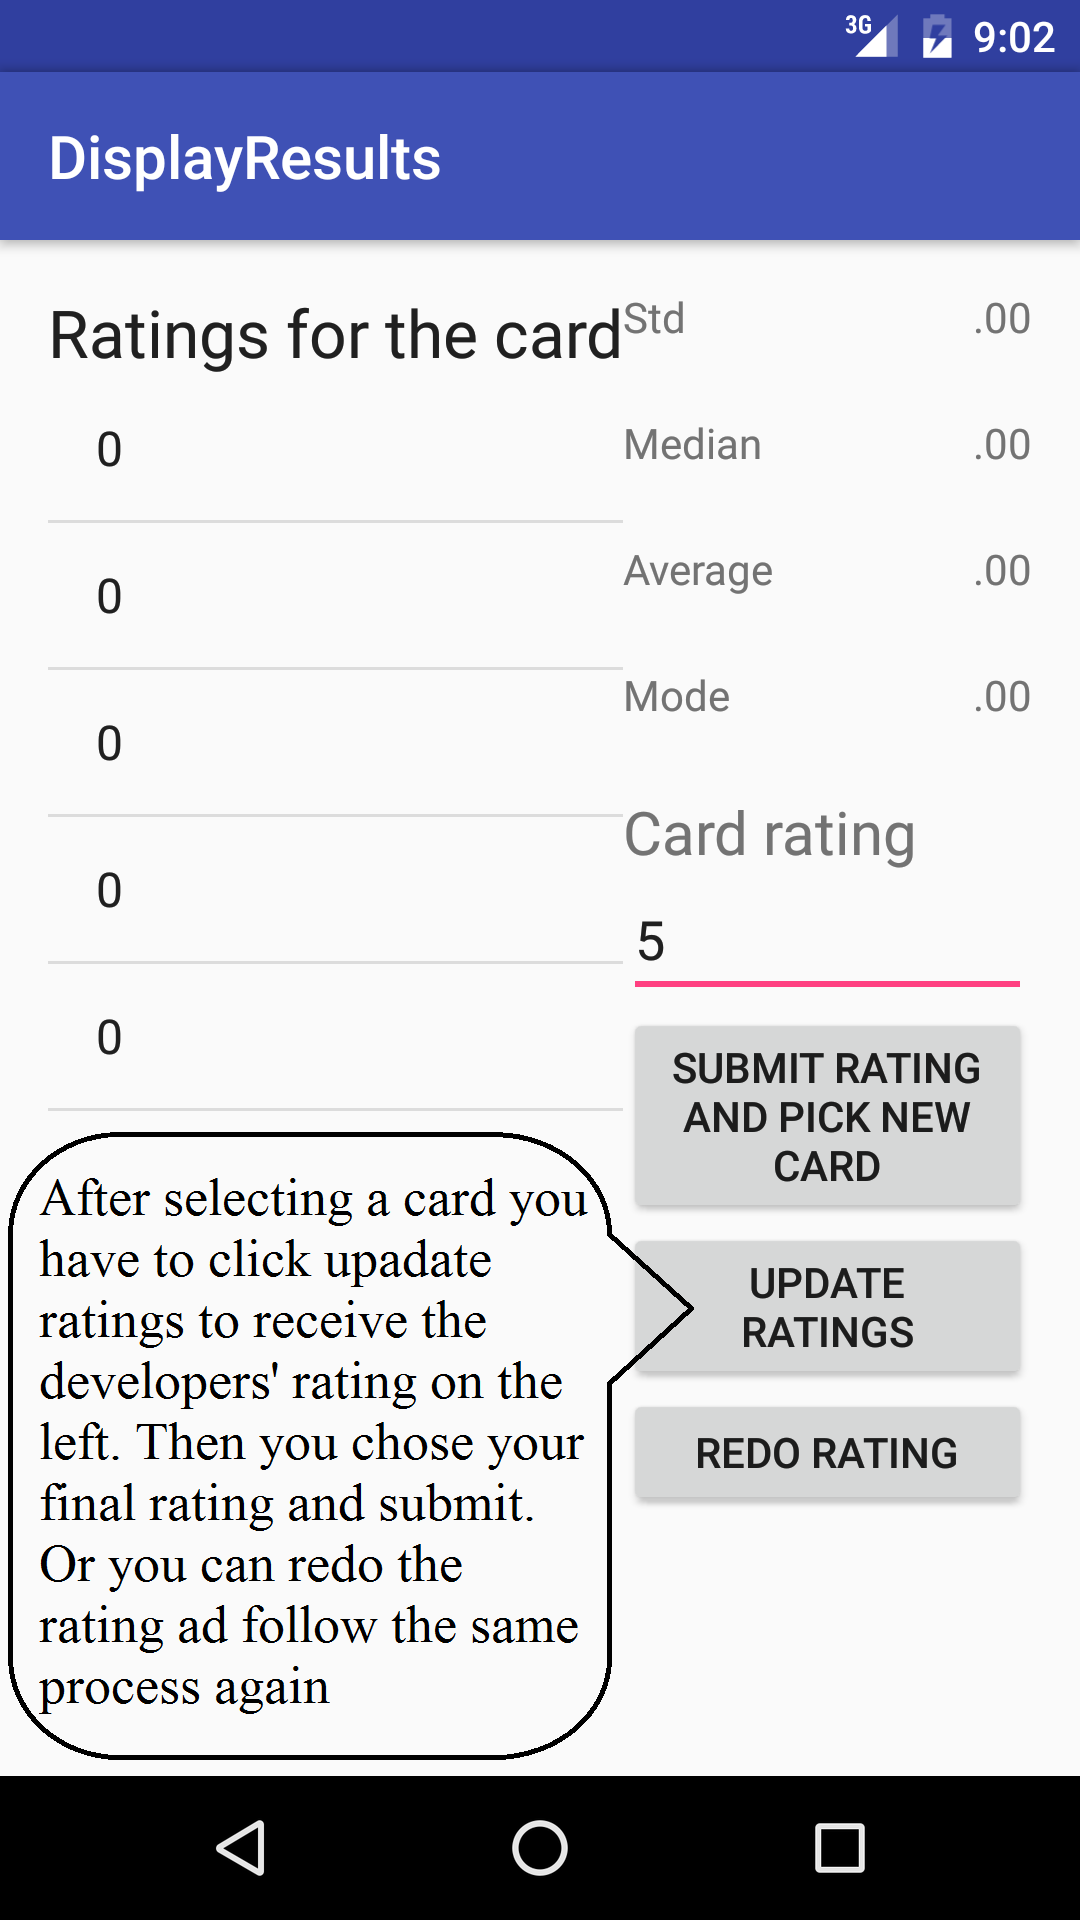 3G 9:02
DisplayResults
Ratings for the card
0
0
0
0
0
Std .00
Median .00
Average .00
Mode .00
Card rating
5
SUBMIT RATING
AND PICK NEW
CARD
UPDATE
RATINGS
REDO RATING
After selecting a card you
have to click upadate
ratings to receive the
developers' rating on the
left. Then you chose your
final rating and submit.
Or you can redo the
rating ad follow the same
process again